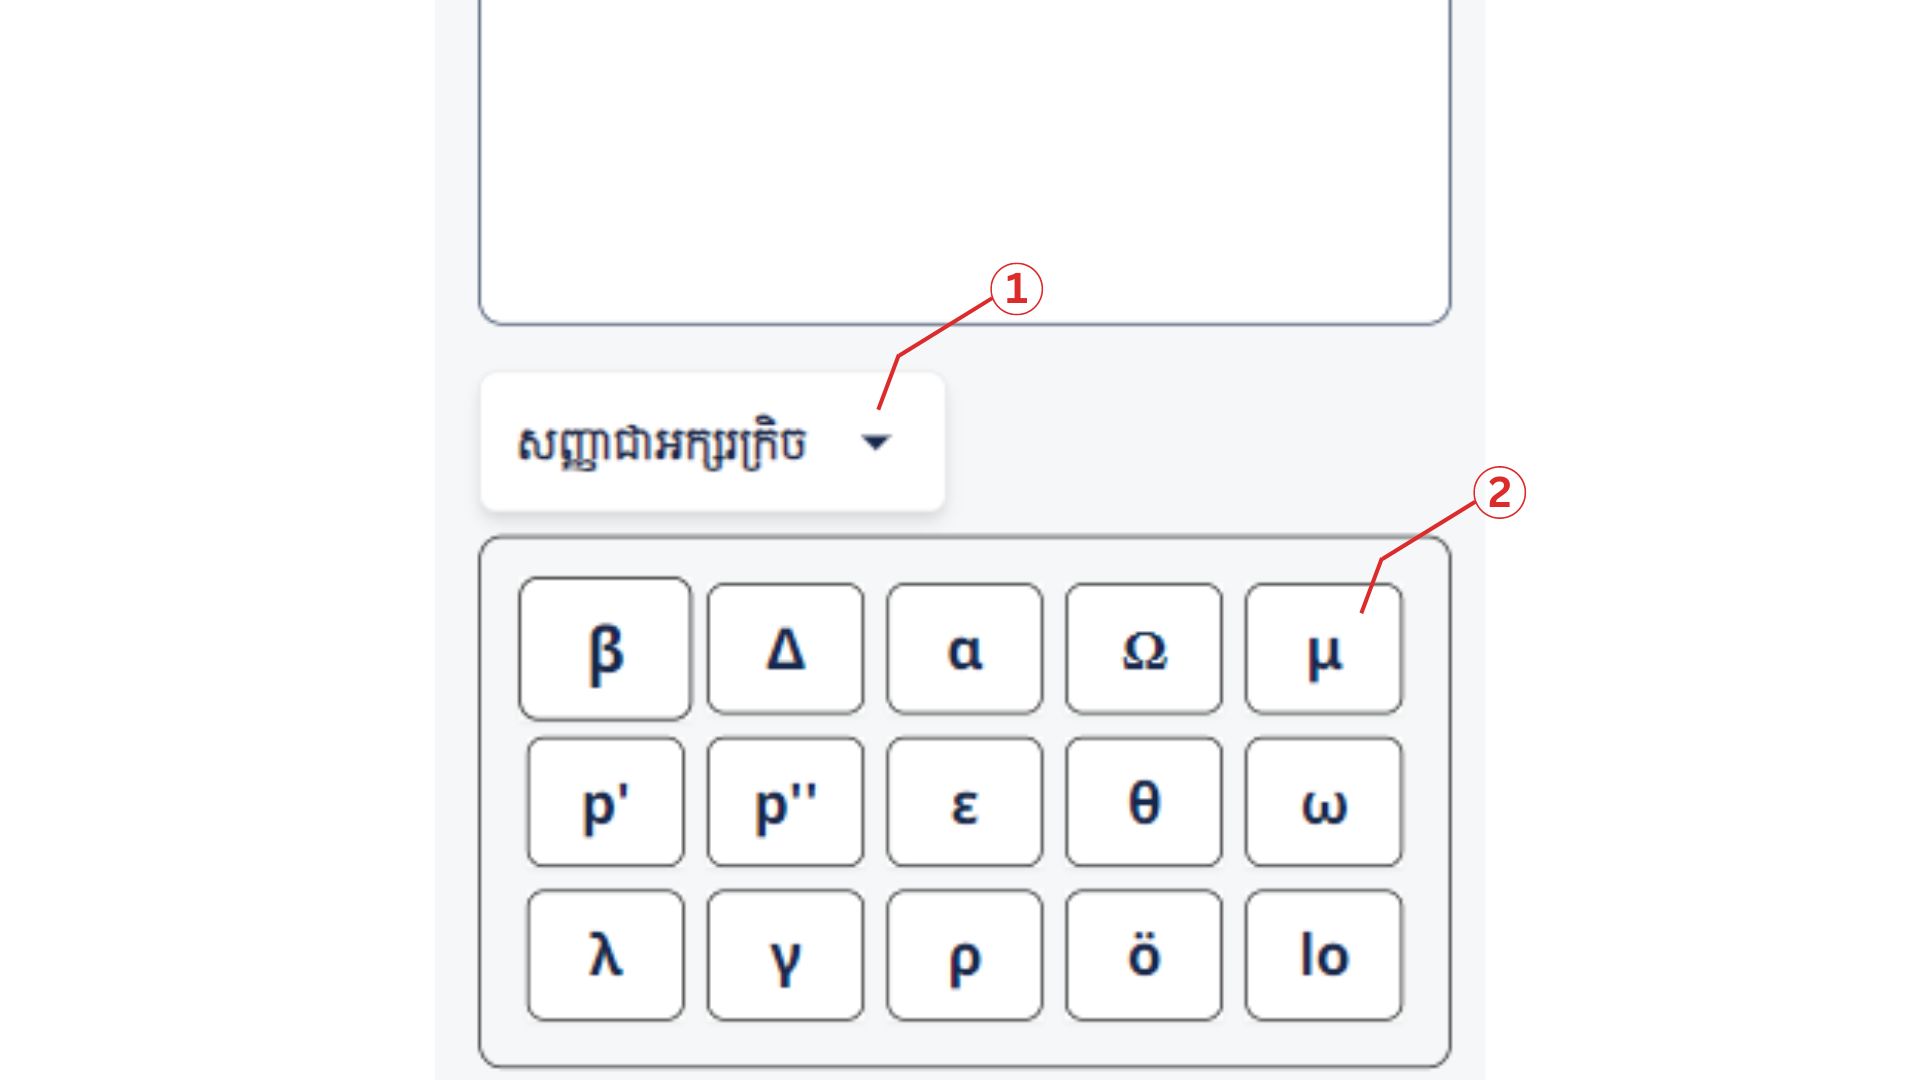 ①
សញ្ញាជាអក្សរក្រិច
②
β Δ α Ω μ
p' p'' ε θ ω
λ γ ρ ö lo